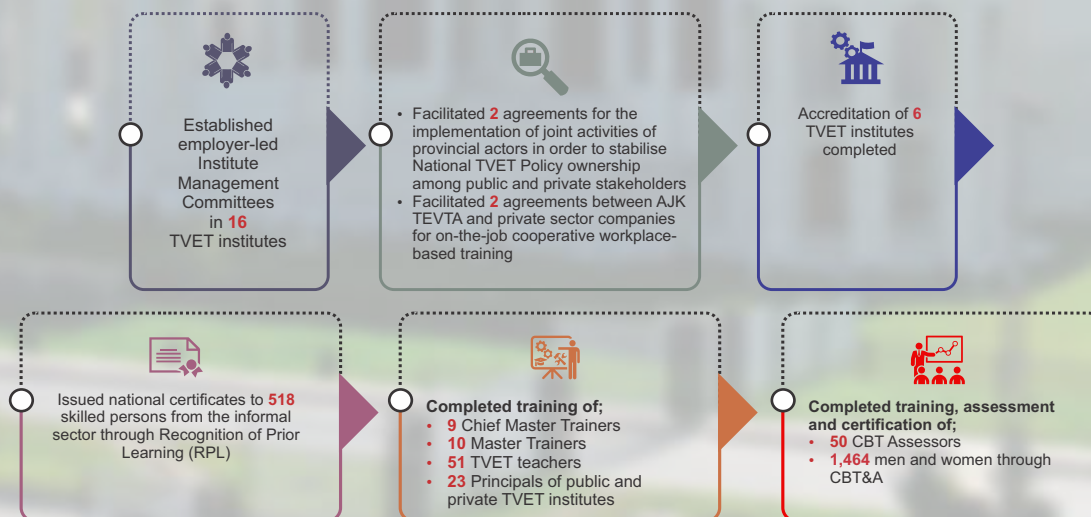 Established
employer-led
Institute
Management
Committees
in 16
TVET institutes
• Facilitated 2 agreements for the
implementation of joint activities of
provincial actors in order to stabilise
National TVET Policy ownership
among public and private stakeholders
• Facilitated 2 agreements between AJK
TEVTA and private sector companies
for on-the-job cooperative workplace-
based training
Accreditation of 6
TVET institutes
completed
Issued national certificates to 518
skilled persons from the informal
sector through Recognition of Prior
Learning (RPL)
Completed training of;
• 9 Chief Master Trainers
• 10 Master Trainers
• 51 TVET teachers
• 23 Principals of public and
private TVET institutes
Completed training, assessment
and certification of;
• 50 CBT Assessors
• 1,464 men and women through
CBT&A